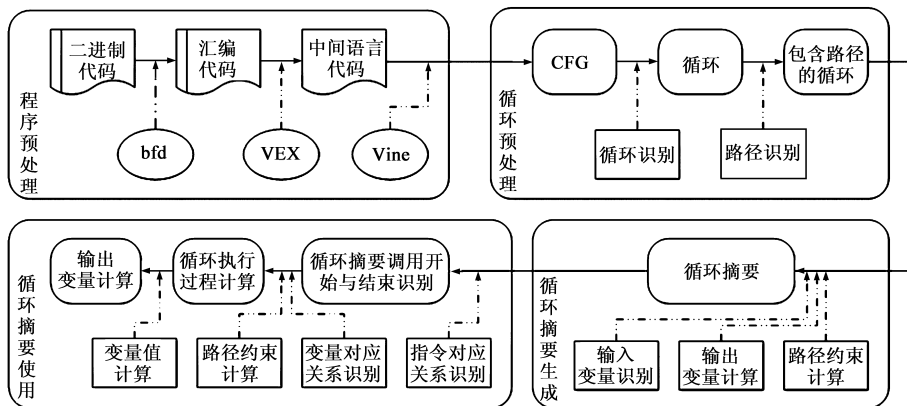 二进制
代码
汇编
代码
中间语言
代码
bfd
VEX
Vine
程序预处理
CFG
循环
包含路径
的循环
循环识别
路径识别
循环预处理
输出
变量计算
循环执行
过程计算
循环摘要调用开
始与结束识别
变量值
计算
路径约束
计算
变量对应
关系识别
指令对应
关系识别
循环摘要使用
循环摘要
输入
变量识别
输出
变量计算
路径约束
计算
循环摘要生成